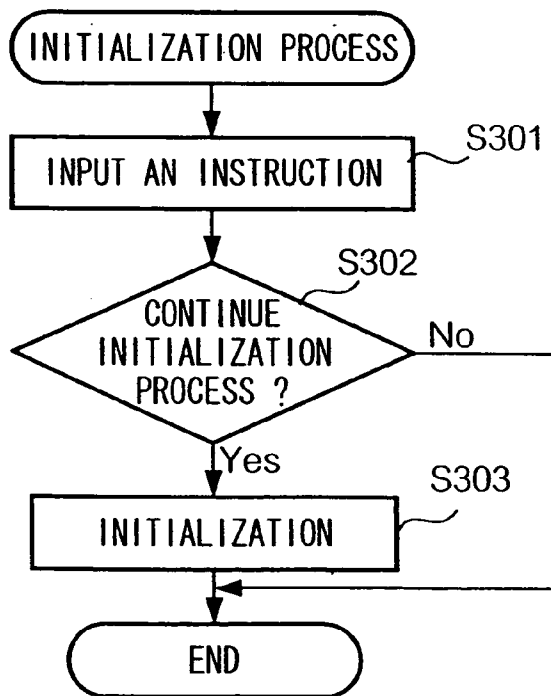 INITIALIZATION PROCESS
S301
INPUT AN INSTRUCTION
S302
CONTINUE
INITIALIZATION
PROCESS ?
No
Yes
S303
INITIALIZATION
END